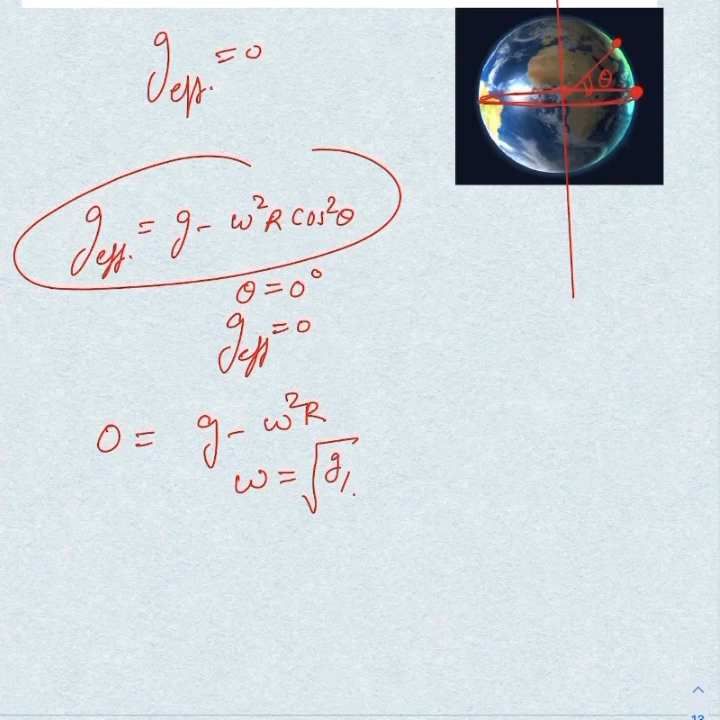 g_eff. = 0
θ
g_eff. = g - ω²R cos²θ
θ = 0°
g_eff = 0
0 = g - ω²R
ω = √g/